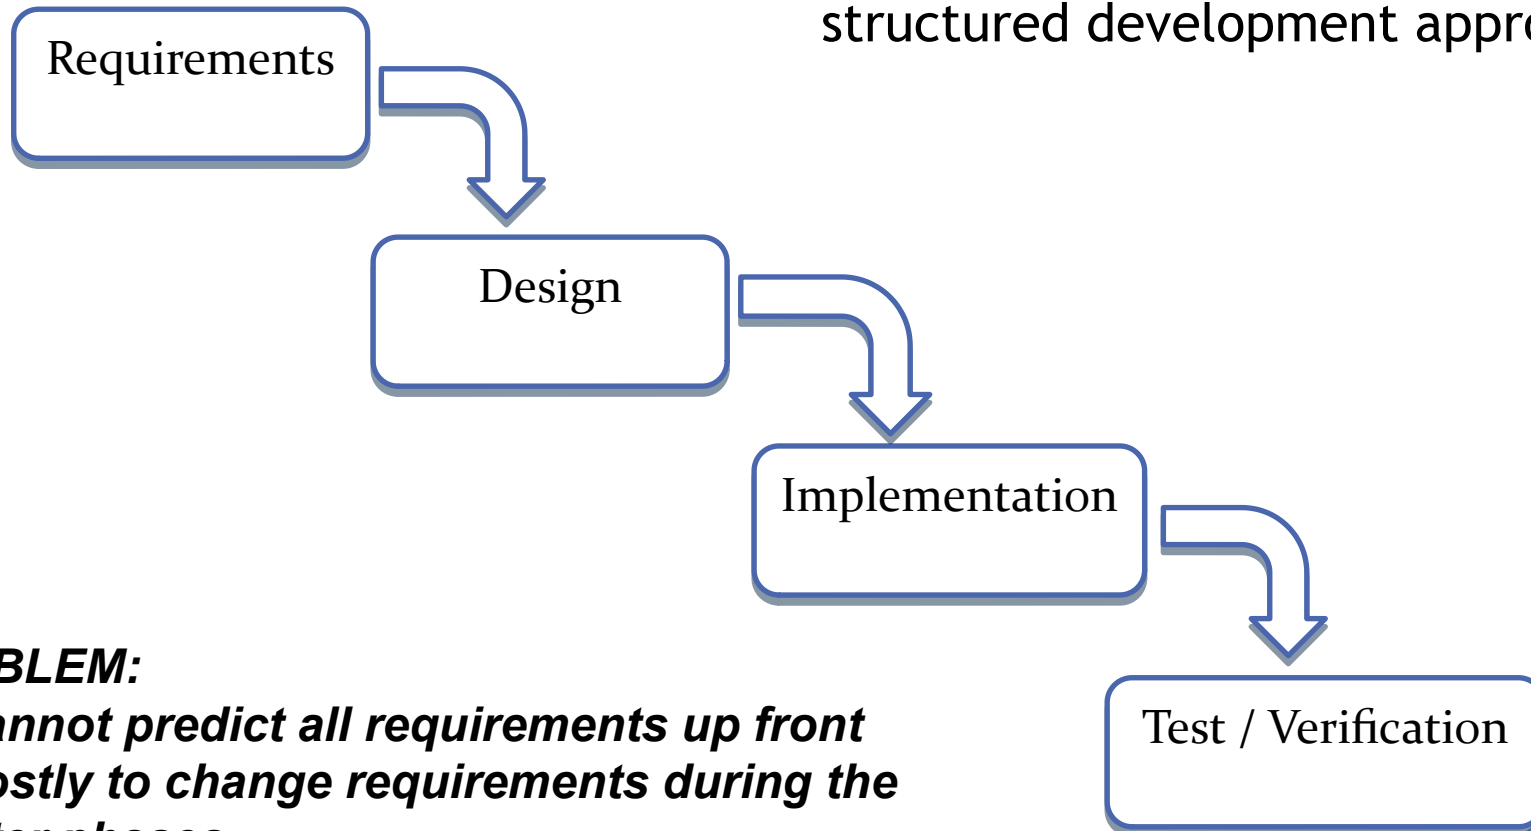 structured development appro
Requirements
Design
Implementation
BLEM:
annot predict all requirements up front
Test / Verification
ostly to change requirements during the